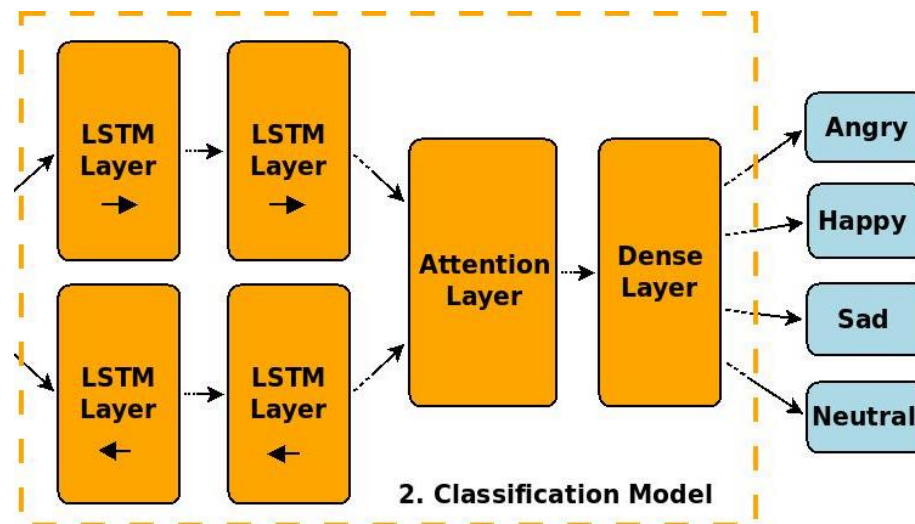 LSTM
Layer
LSTM
Layer
LSTM
Layer
LSTM
Layer
Attention
Layer
Dense
Layer
Angry
Happy
Sad
Neutral
2. Classification Model